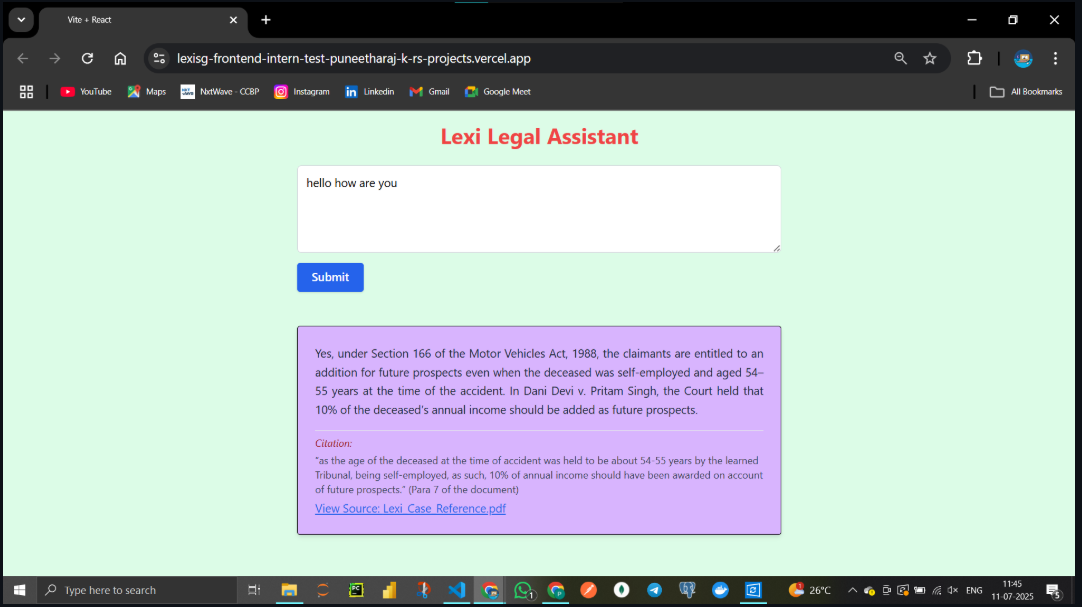 Vite + React
lexisg-frontend-intern-test-puneetharaj-k-rs-projects.vercel.app
YouTube Maps NxtWave - CCBP Instagram Linkedin Gmail Google Meet All Bookmarks
Lexi Legal Assistant
hello how are you
Submit
Yes, under Section 166 of the Motor Vehicles Act, 1988, the claimants are entitled to an
addition for future prospects even when the deceased was self-employed and aged 54–
55 years at the time of the accident. In Dani Devi v. Pritam Singh, the Court held that
10% of the deceased's annual income should be added as future prospects.
Citation:
"as the age of the deceased at the time of accident was held to be about 54-55 years by the learned
Tribunal, being self-employed, as such, 10% of annual income should have been awarded on account
of future prospects." (Para 7 of the document)
View Source: Lexi_Case_Reference.pdf
Type here to search
26°C
ENG
11:45
11-07-2025